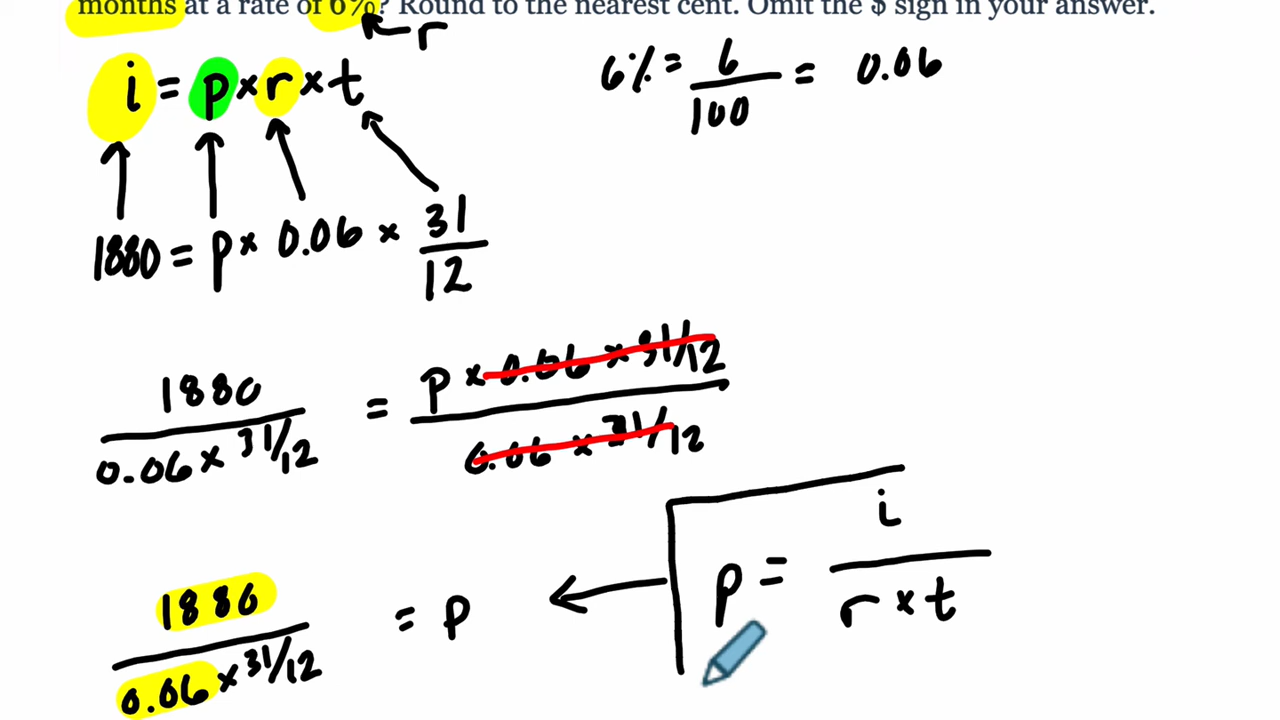 months at a rate of 6%? Round to the nearest cent. Omit the $ sign in your answer.
r
i = p × r × t
6% = 6/100 = 0.06
1880 = p × 0.06 × 31/12
1880 / 0.06 × 31/12 = p × 0.06 × 31/12 / 0.06 × 31/12
p = i / r × t
1880 / 0.06 × 31/12 = p